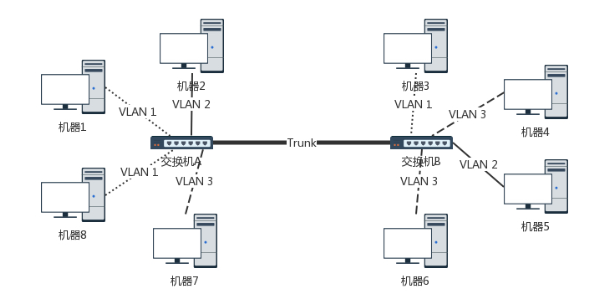 机器2
机器3
VLAN 1
VLAN 2
VLAN 1
VLAN 3
机器1
机器4
Trunk
交换机A
交换机B
VLAN 1
VLAN 3
VLAN 3
VLAN 2
机器8
机器5
机器7
机器6